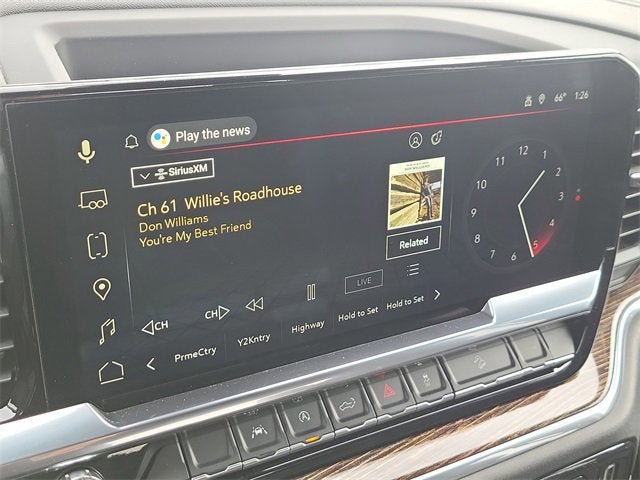 66° 1:26
Play the news
SiriusXM
Ch 61 Willie's Roadhouse
Don Williams
You're My Best Friend
Related
12
1
2
3
4
5
6
7
8
9
10
11
LIVE
CH CH
PrmeCtry Y2Kntry Highway Hold to Set Hold to Set